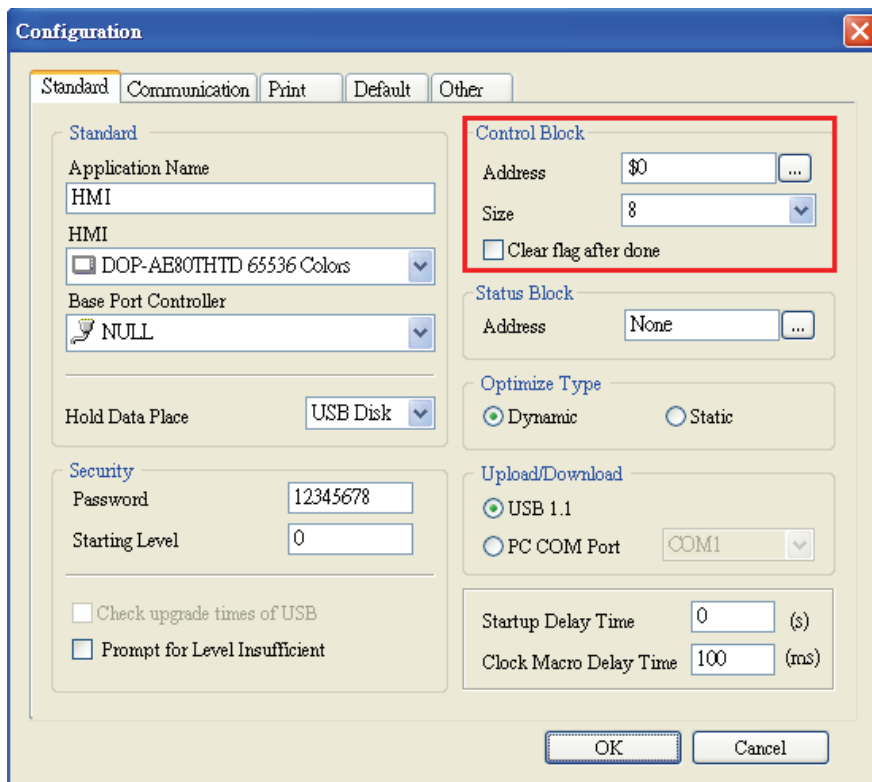 Configuration
Standard
Communication
Print
Default
Other
Standard
Application Name
HMI
HMI
DOP-AE80THTD 65536 Colors
Base Port Controller
NULL
Hold Data Place
USB Disk
Security
Password
12345678
Starting Level
0
Check upgrade times of USB
Prompt for Level Insufficient
Control Block
Address
$0
...
Size
8
Clear flag after done
Status Block
Address
None
...
Optimize Type
Dynamic
Static
Upload/Download
USB 1.1
PC COM Port
COM1
Startup Delay Time
0
(s)
Clock Macro Delay Time
100
(ms)
OK
Cancel